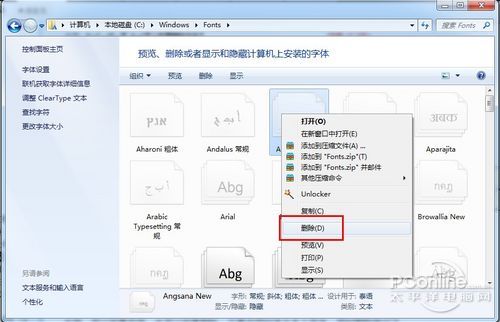 计算机 ▸ 本地磁盘 (C:) ▸ Windows ▸ Fonts ▸
搜索 Fonts
控制面板主页
字体设置
联机获取字体详细信息
调整 ClearType 文本
查找字符
更改字体大小
另请参阅
文本服务和输入语言
个性化
预览、删除或者显示和隐藏计算机上安装的字体
组织 ▾ 预览 删除 显示
Aharoni 粗体
Andalus 常规
Aparajita
Arabic Typesetting 常规
Abg
Arial
Browallia New
Abg
Abg
打开(O)
在新窗口中打开(E)
添加到压缩文件(A) ...
添加到 "Fonts.zip"(T)
添加到 "Fonts.zip" 并邮件
其他压缩命令
Unlocker
复制(C)
删除(D)
预览(V)
打印(P)
显示(S)
Angsana New 字形: 常规; 斜体; 粗体; 粗体 ... 设计用于: 泰语
显示/隐藏: 隐藏
PConline
太平洋电脑网